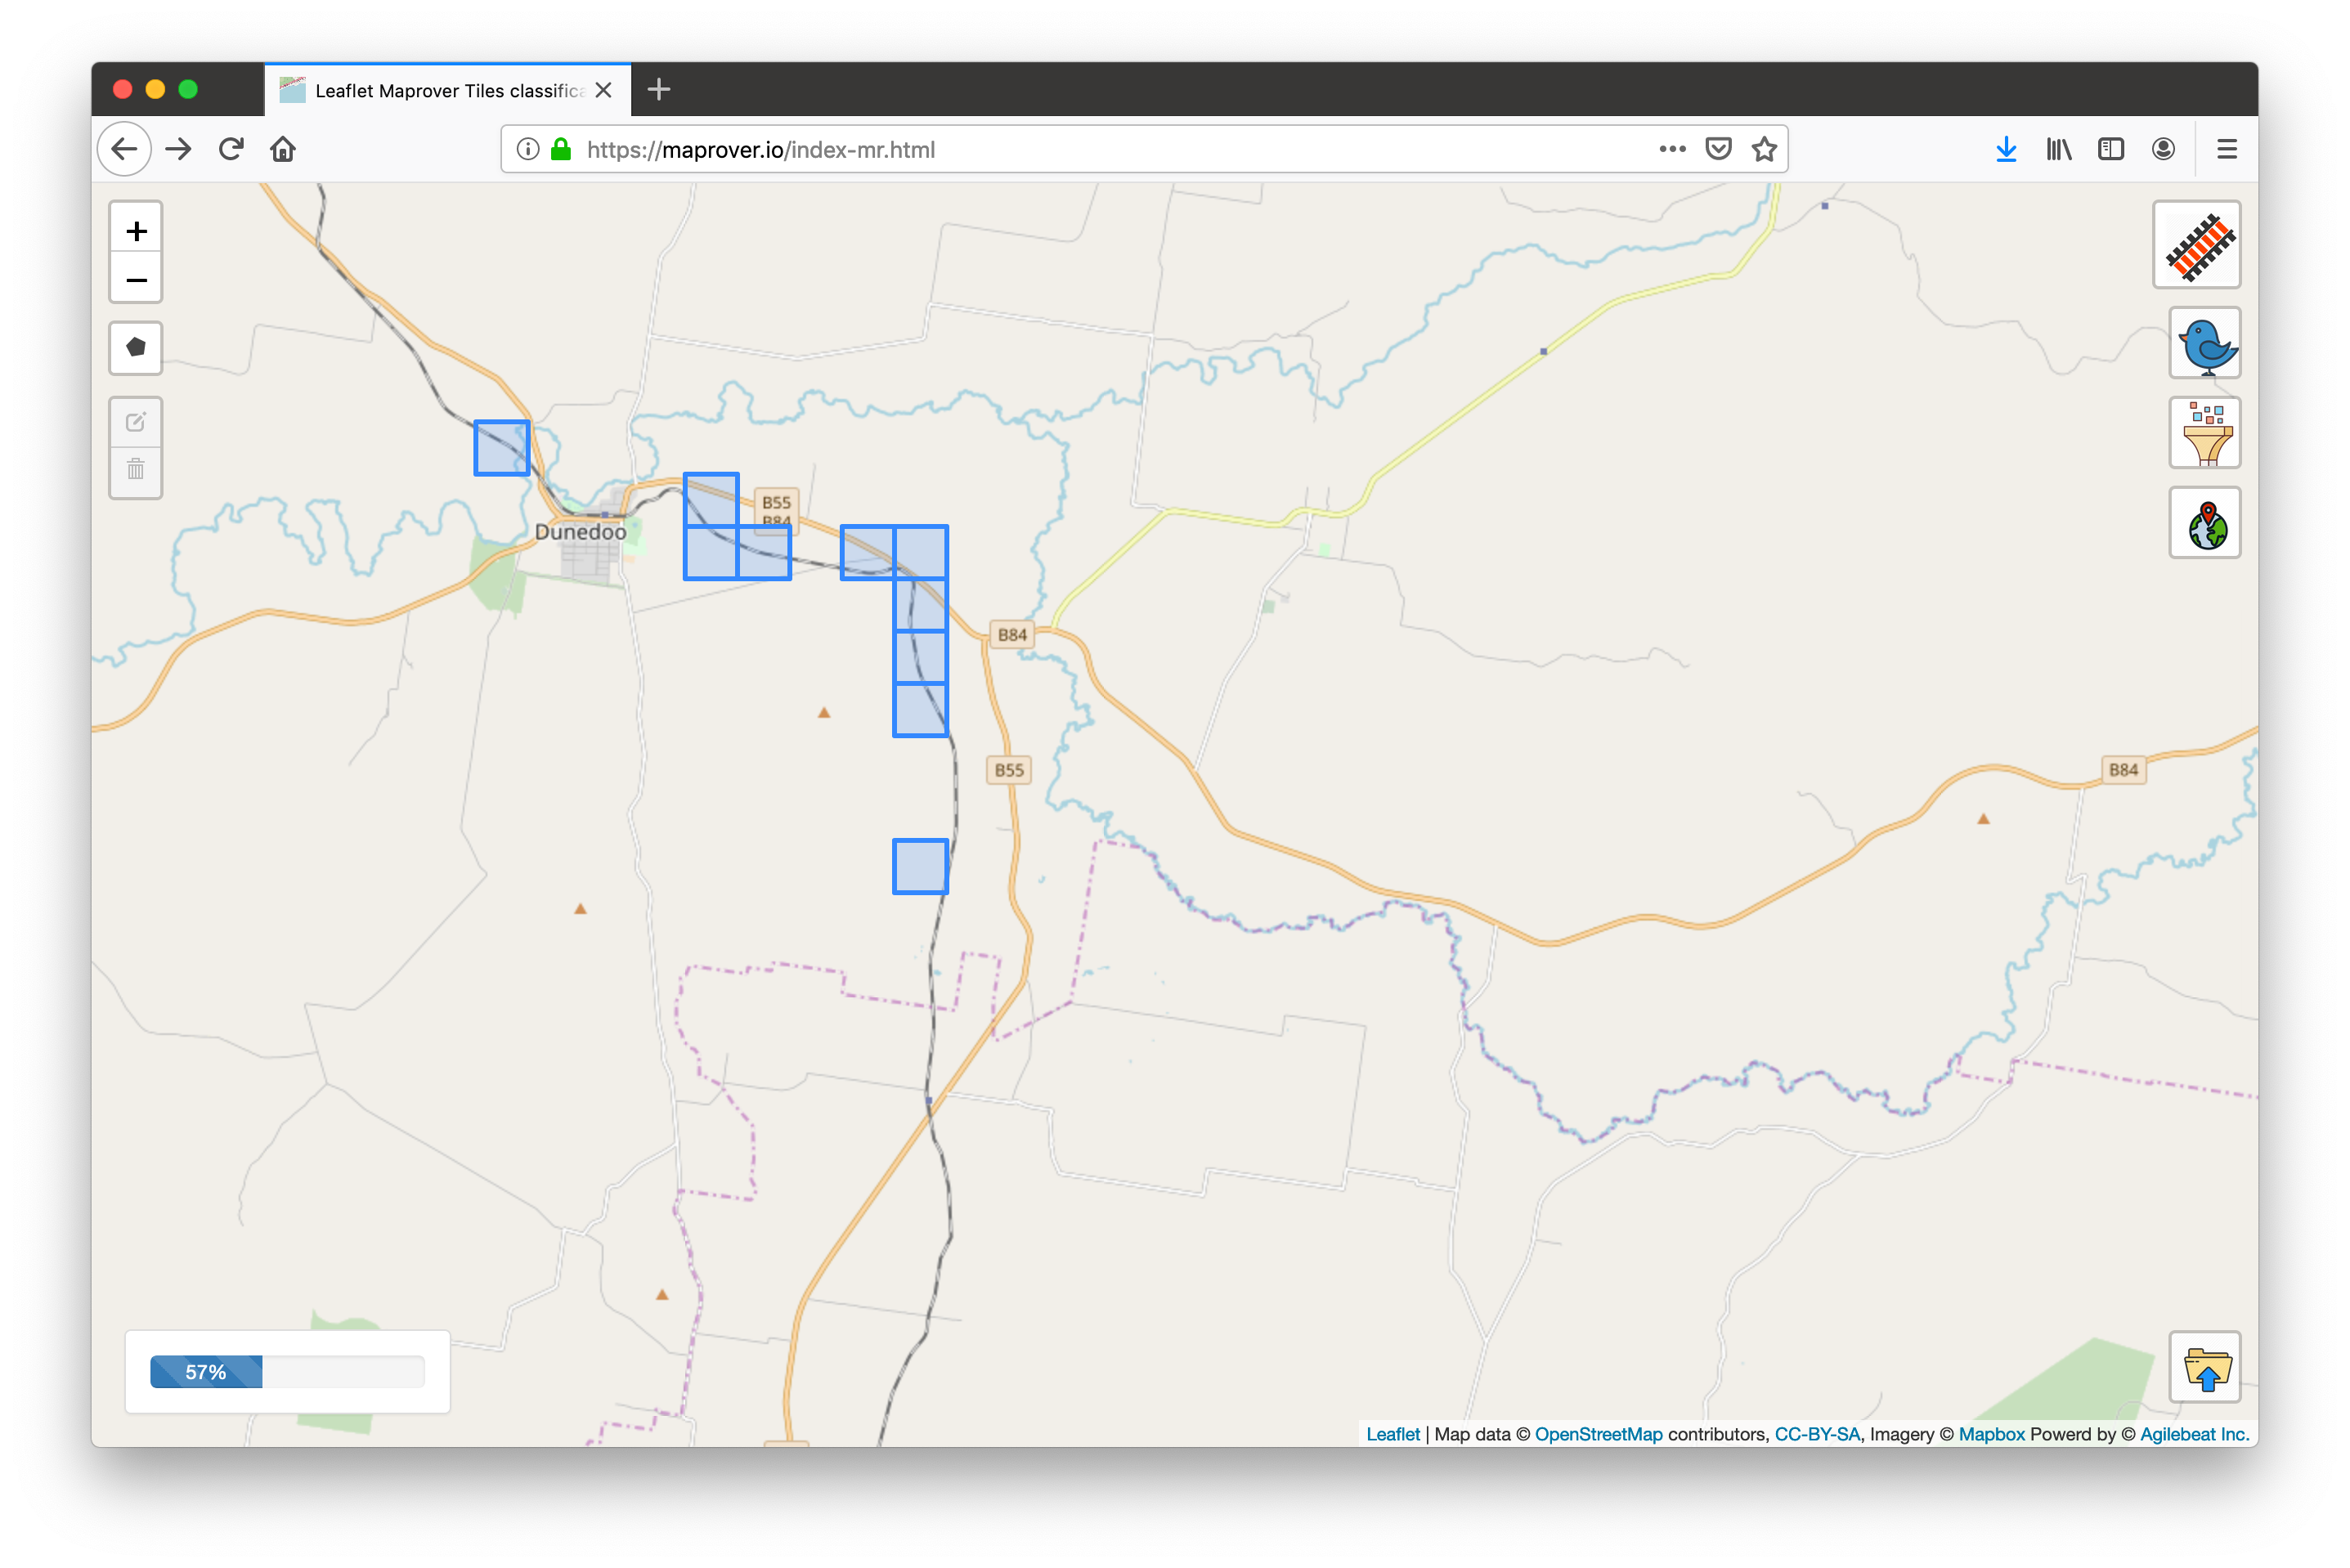 Leaflet Maprover Tiles classifica
https://maprover.io/index-mr.html
+
−
B55
B84
Dunedoo
B84
B55
B84
57%
Leaflet | Map data © OpenStreetMap contributors, CC-BY-SA, Imagery © Mapbox Powerd by © Agilebeat Inc.